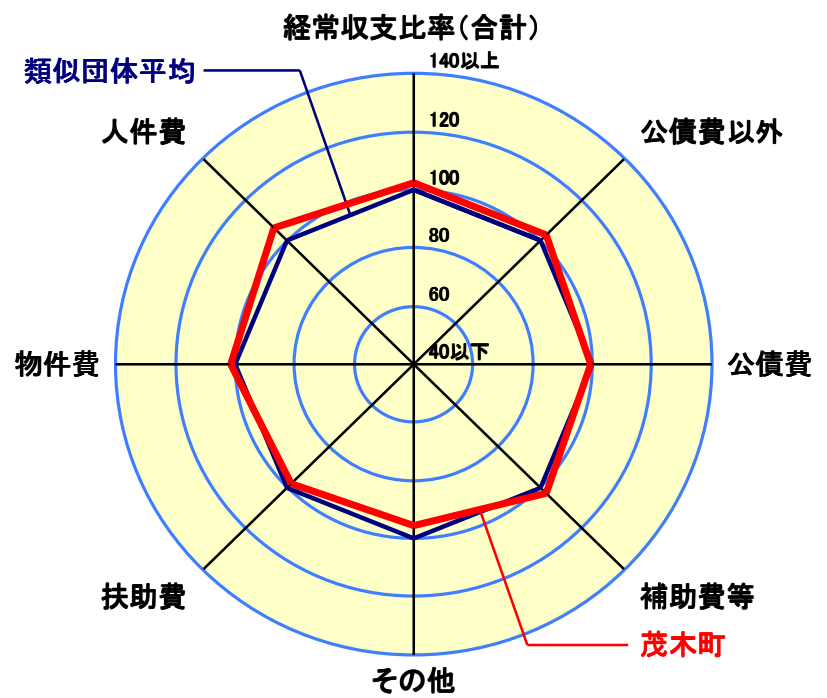 経常収支比率(合計)
140以上
類似団体平均
120
人件費
公債費以外
100
80
60
40以下
物件費
公債費
扶助費
補助費等
茂木町
その他